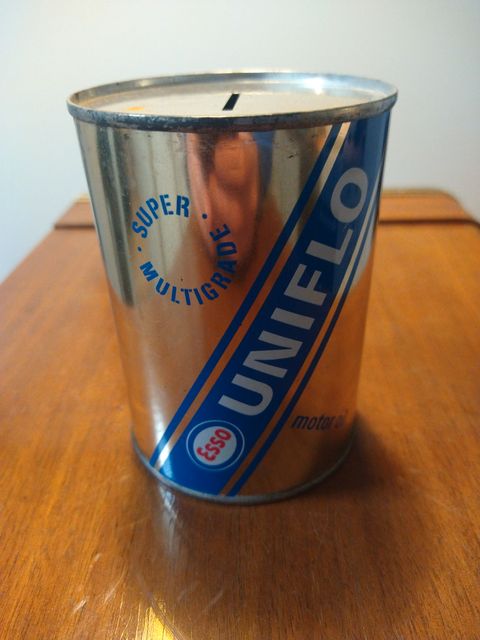 · SUPER ·
MULTIGRADE
UNIFLO
Esso
motor oil